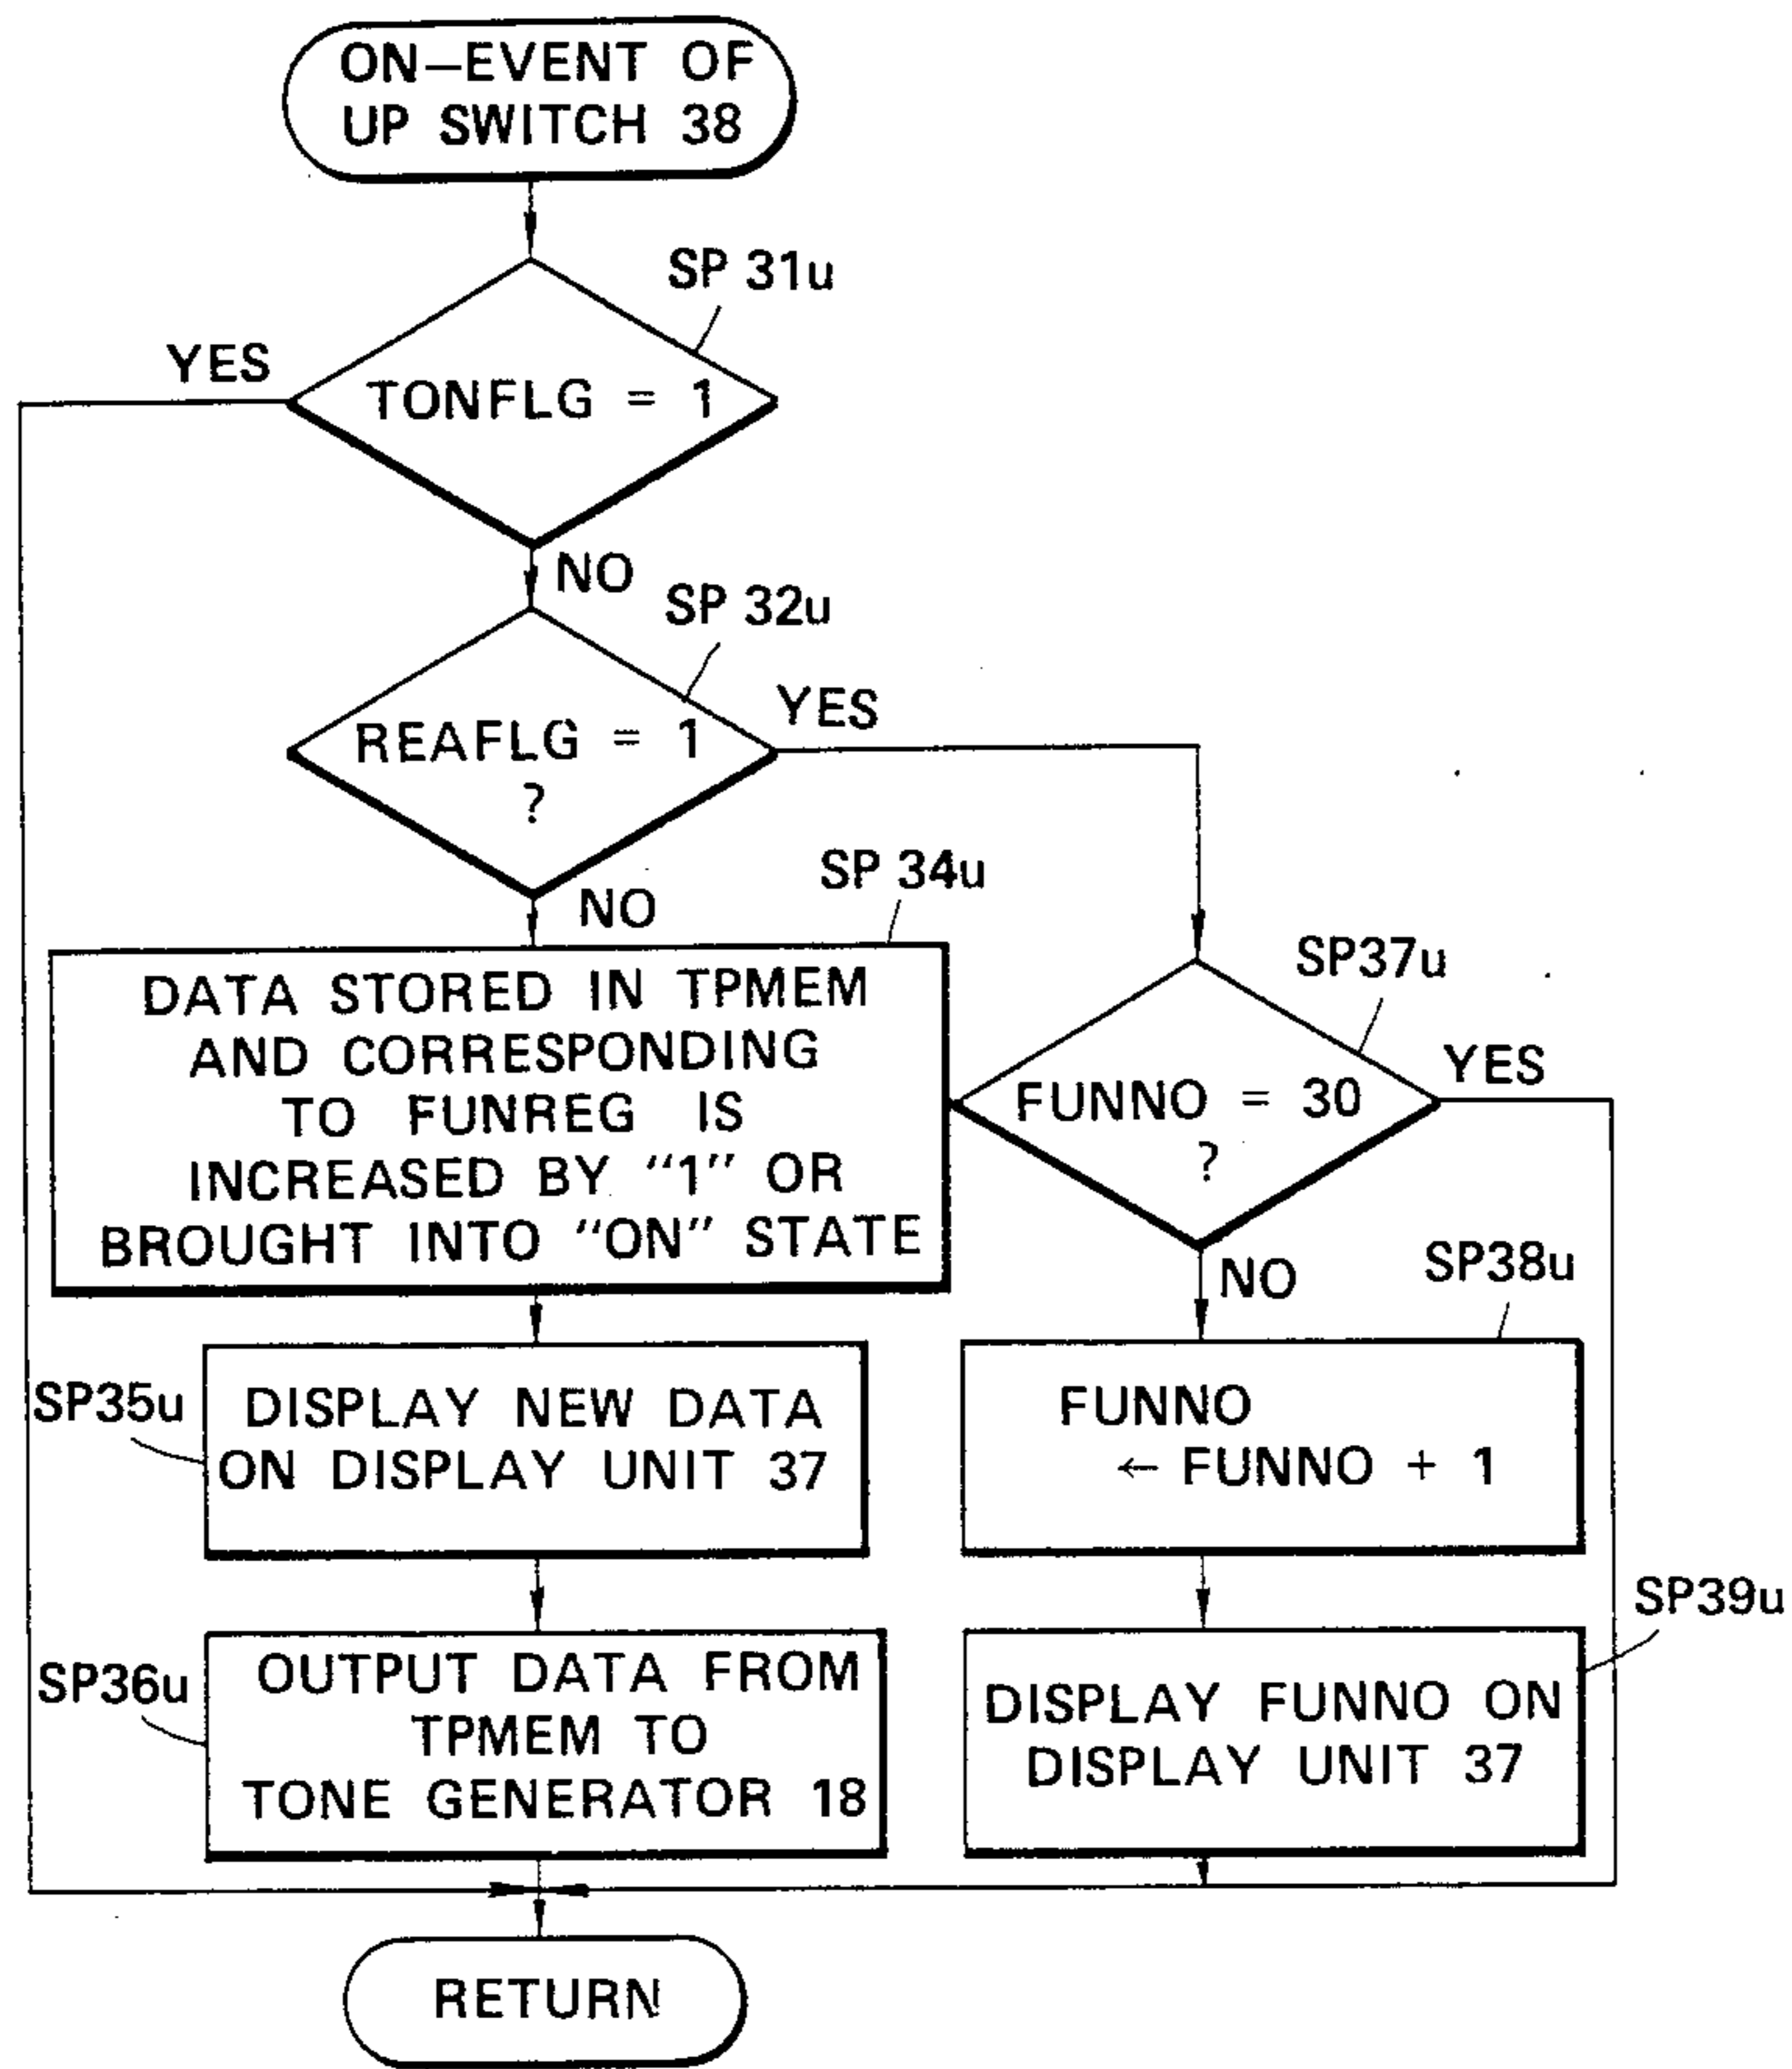 ON—EVENT OF
UP SWITCH 38
SP 31u
YES
TONFLG = 1
NO
SP 32u
YES
REAFLG = 1
?
NO
SP 34u
DATA STORED IN TPMEM
AND CORRESPONDING
TO FUNREG IS
INCREASED BY “1” OR
BROUGHT INTO “ON” STATE
SP37u
YES
FUNNO = 30
?
NO
SP35u
DISPLAY NEW DATA
ON DISPLAY UNIT 37
SP38u
FUNNO
← FUNNO + 1
SP36u
OUTPUT DATA FROM
TPMEM TO
TONE GENERATOR 18
SP39u
DISPLAY FUNNO ON
DISPLAY UNIT 37
RETURN